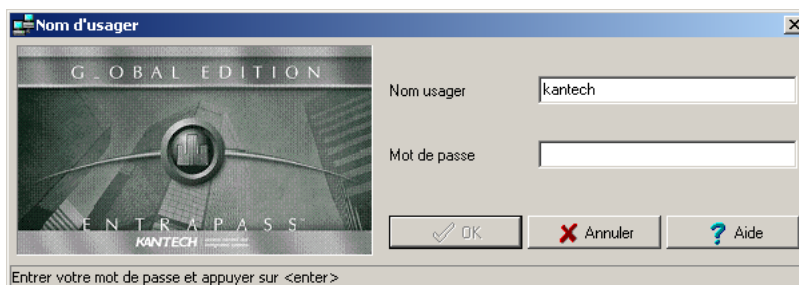 Nom d'usager
GLOBAL EDITION
ENTRAPASS
KANTECH
Nom usager
kantech
Mot de passe
OK
Annuler
Aide
Entrer votre mot de passe et appuyer sur <enter>